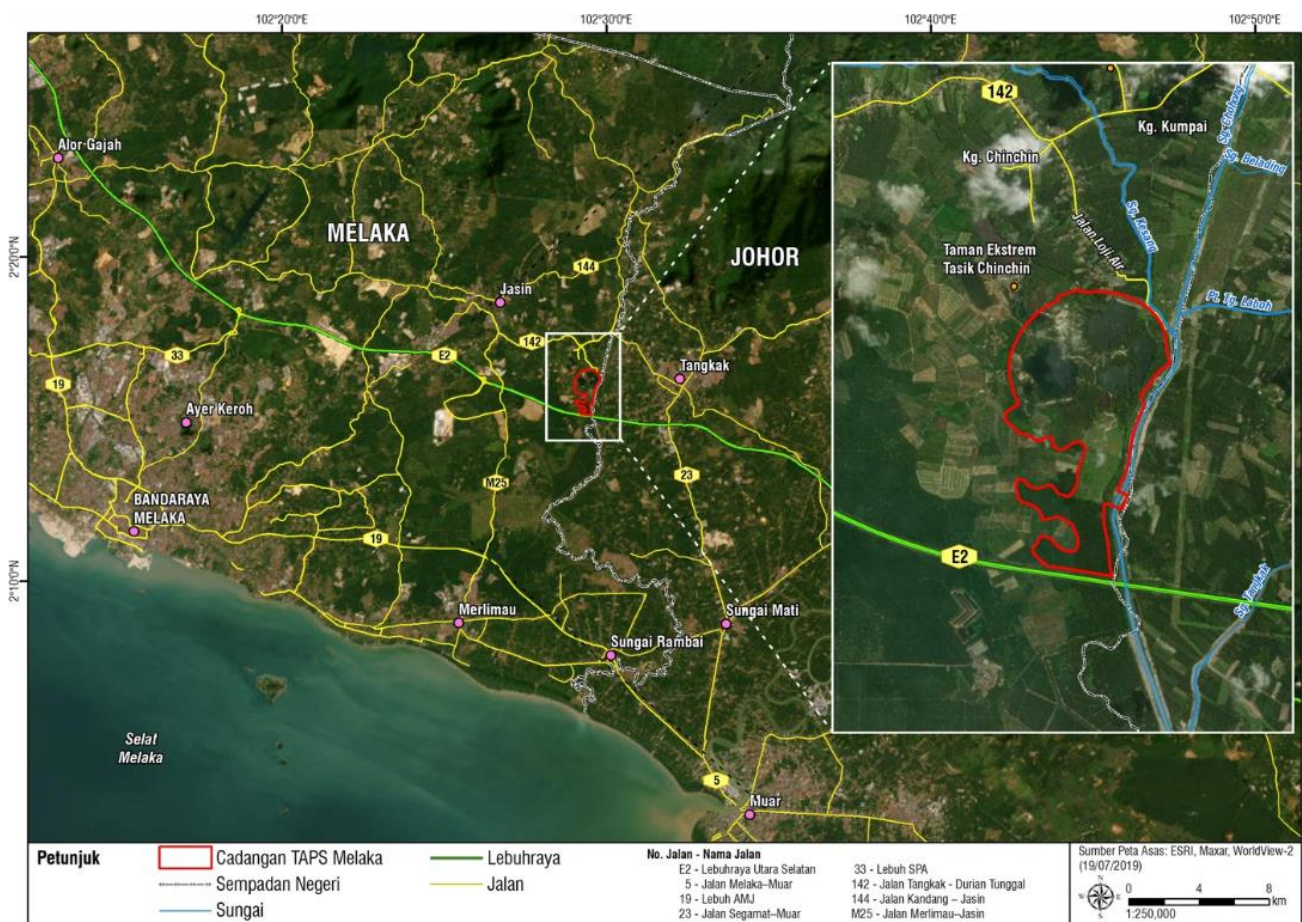 102°20'0"E
102°30'0"E
102°40'0"E
102°50'0"E
2°20'0"N
2°10'0"N
Alor Gajah
MELAKA
JOHOR
144
Jasin
142
33
E2
19
Tangkak
Ayer Keroh
23
M25
BANDARAYA
MELAKA
19
Merlimau
Sungai Mati
Sungai Rambai
Selat
Melaka
5
Muar
142
Kg. Kumpai
Sg. Chohong
Sg. Belading
Kg. Chinchin
Sg. Kesang
Jalan Loji Air
Taman Ekstrem
Tasik Chinchin
Pt. Tg. Laboh
E2
Sg. Tangkak
Petunjuk
Cadangan TAPS Melaka
Sempadan Negeri
Sungai
Lebuhraya
Jalan
No. Jalan - Nama Jalan
E2 - Lebuhraya Utara Selatan
5 - Jalan Melaka–Muar
19 - Lebuh AMJ
23 - Jalan Segamat–Muar
33 - Lebuh SPA
142 - Jalan Tangkak - Durian Tunggal
144 - Jalan Kandang – Jasin
M25 - Jalan Merlimau–Jasin
Sumber Peta Asas: ESRI, Maxar, WorldView-2
(19/07/2019)
N
W
E
S
0 4 8
km
1:250,000